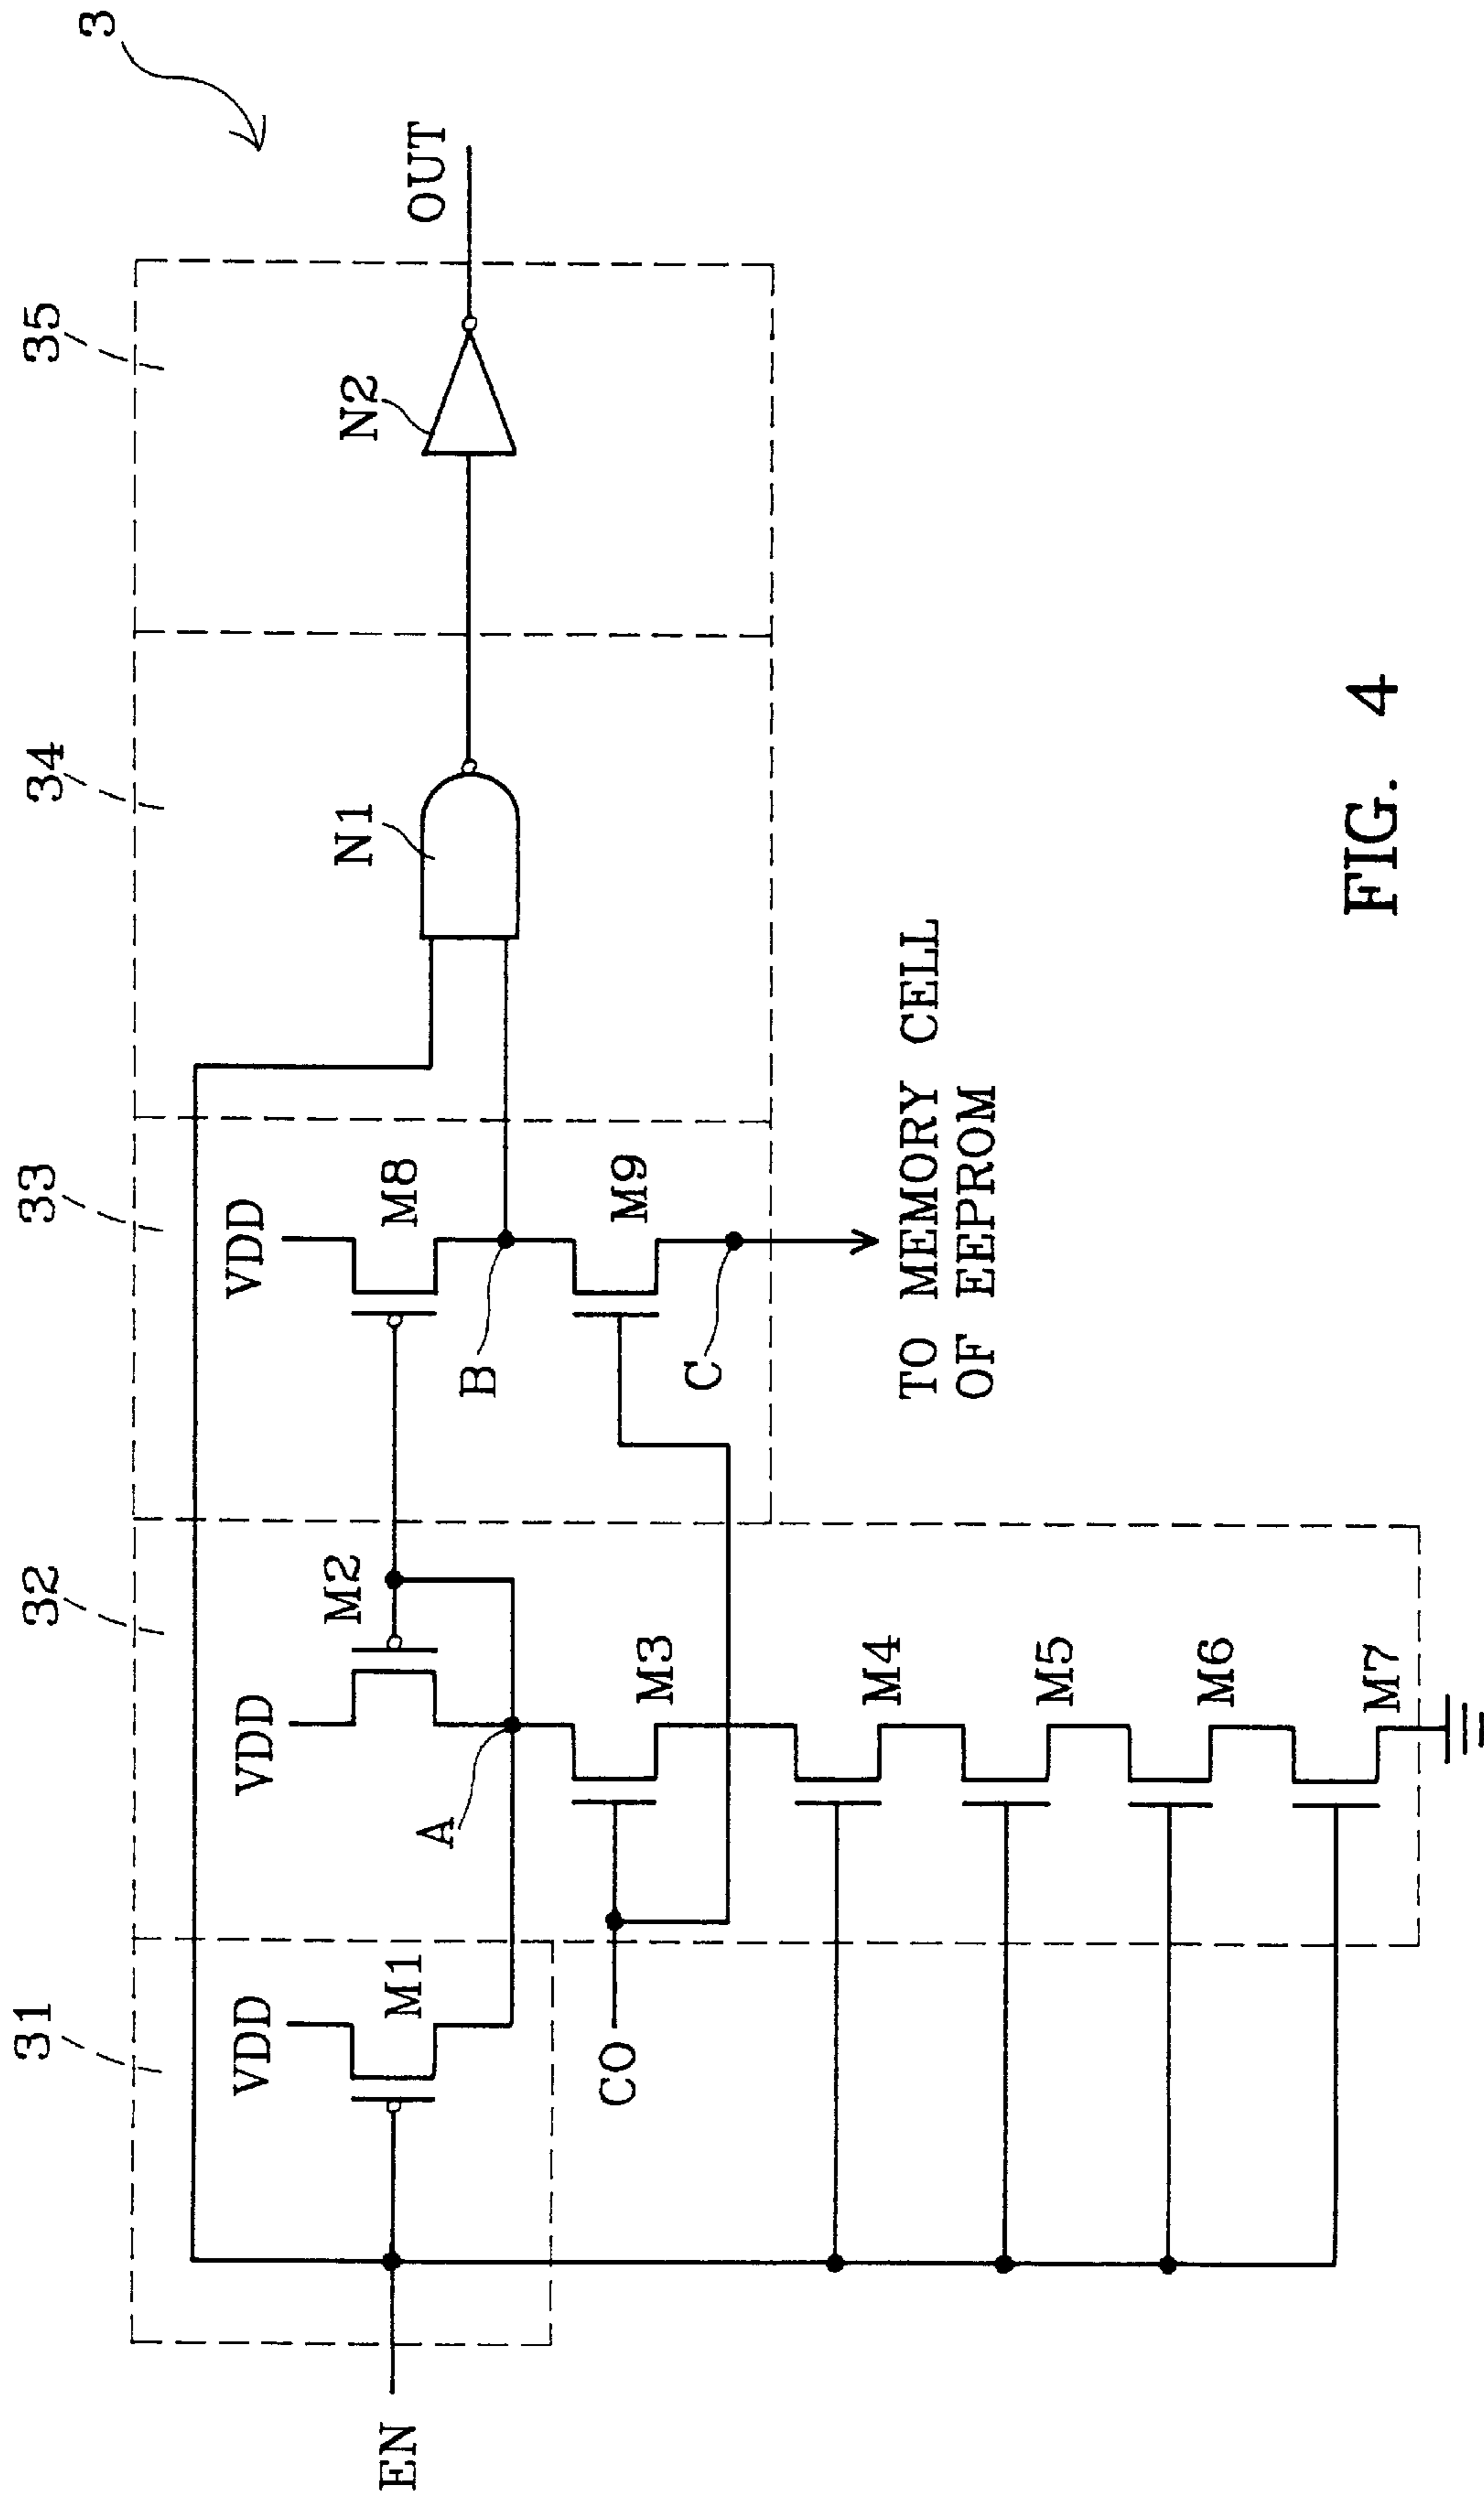 3
31
32
33
34
35
VDD
VDD
VDD
M1
M2
M8
N1
N2
OUT
EN
A
B
CO
M3
M9
C
M4
M5
M6
M7
TO MEMORY CELL
OF EEPROM
FIG. 4